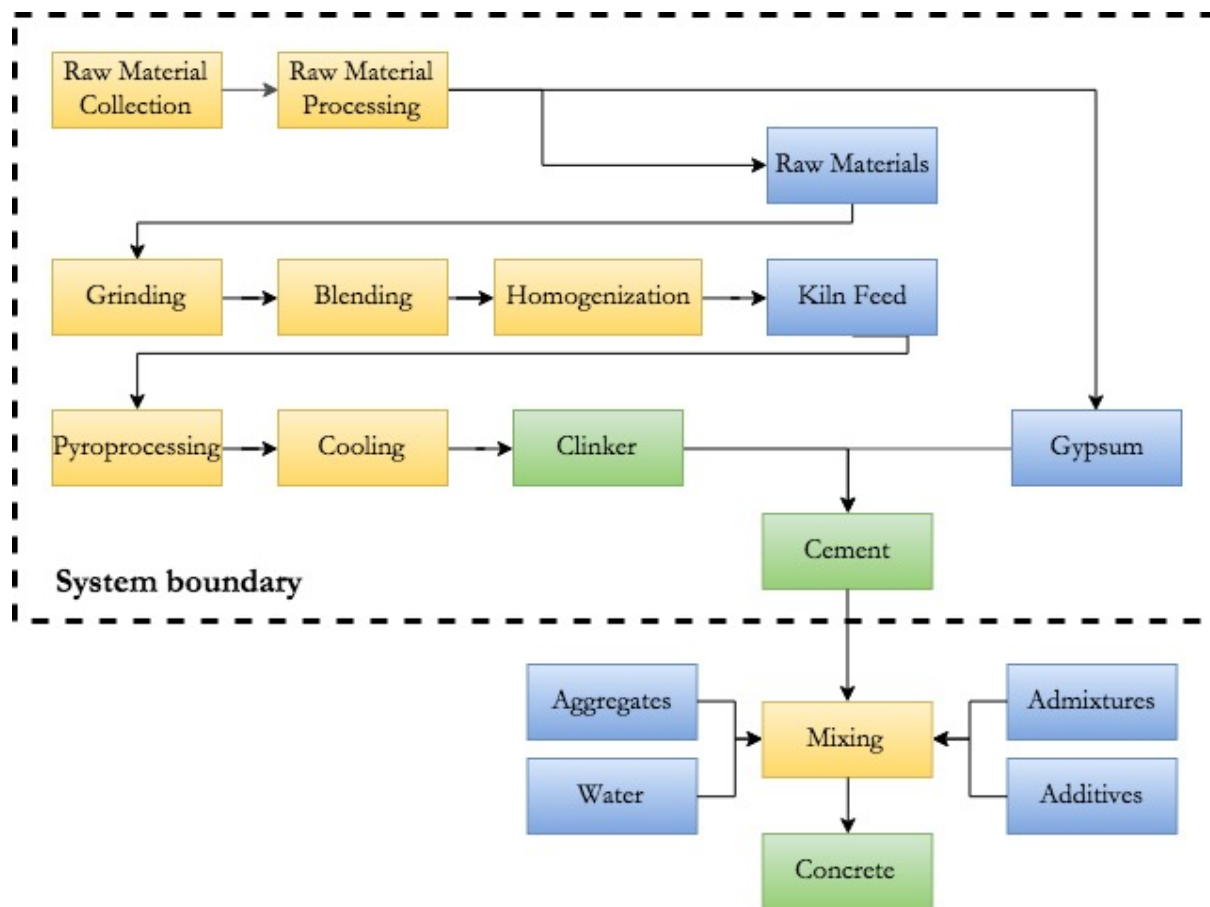 Raw Material
Collection
Raw Material
Processing
Raw Materials
Grinding
Blending
Homogenization
Kiln Feed
Pyroprocessing
Cooling
Clinker
Gypsum
Cement
System boundary
Aggregates
Admixtures
Mixing
Water
Additives
Concrete